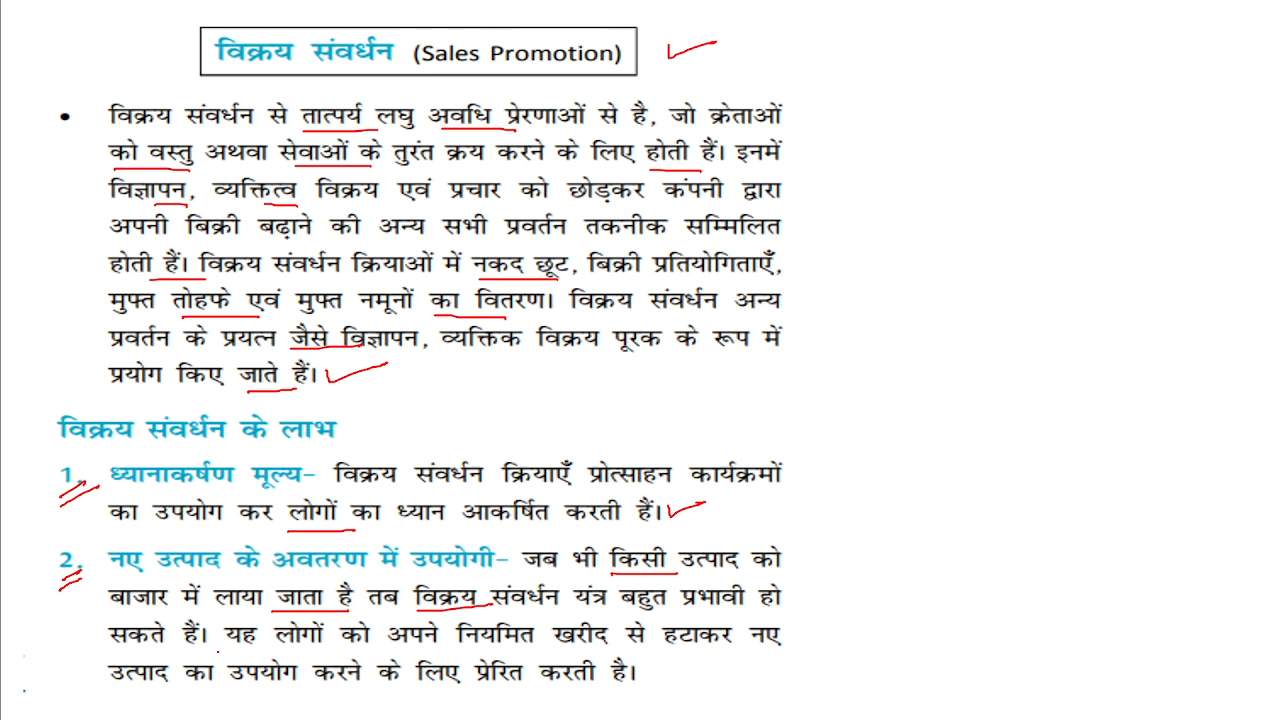 विक्रय संवर्धन (Sales Promotion)
• विक्रय संवर्धन से तात्पर्य लघु अवधि प्रेरणाओं से है, जो क्रेताओं
को वस्तु अथवा सेवाओं के तुरंत क्रय करने के लिए होती हैं। इनमें
विज्ञापन, व्यक्तित्व विक्रय एवं प्रचार को छोड़कर कंपनी द्वारा
अपनी बिक्री बढ़ाने की अन्य सभी प्रवर्तन तकनीक सम्मिलित
होती हैं। विक्रय संवर्धन क्रियाओं में नकद छूट, बिक्री प्रतियोगिताएँ,
मुफ्त तोहफे एवं मुफ्त नमूनों का वितरण। विक्रय संवर्धन अन्य
प्रवर्तन के प्रयत्न जैसे विज्ञापन, व्यक्तिक विक्रय पूरक के रूप में
प्रयोग किए जाते हैं।
विक्रय संवर्धन के लाभ
1. ध्यानाकर्षण मूल्य- विक्रय संवर्धन क्रियाएँ प्रोत्साहन कार्यक्रमों
का उपयोग कर लोगों का ध्यान आकर्षित करती हैं।
2. नए उत्पाद के अवतरण में उपयोगी- जब भी किसी उत्पाद को
बाजार में लाया जाता है तब विक्रय संवर्धन यंत्र बहुत प्रभावी हो
सकते हैं। यह लोगों को अपने नियमित खरीद से हटाकर नए
उत्पाद का उपयोग करने के लिए प्रेरित करती है।